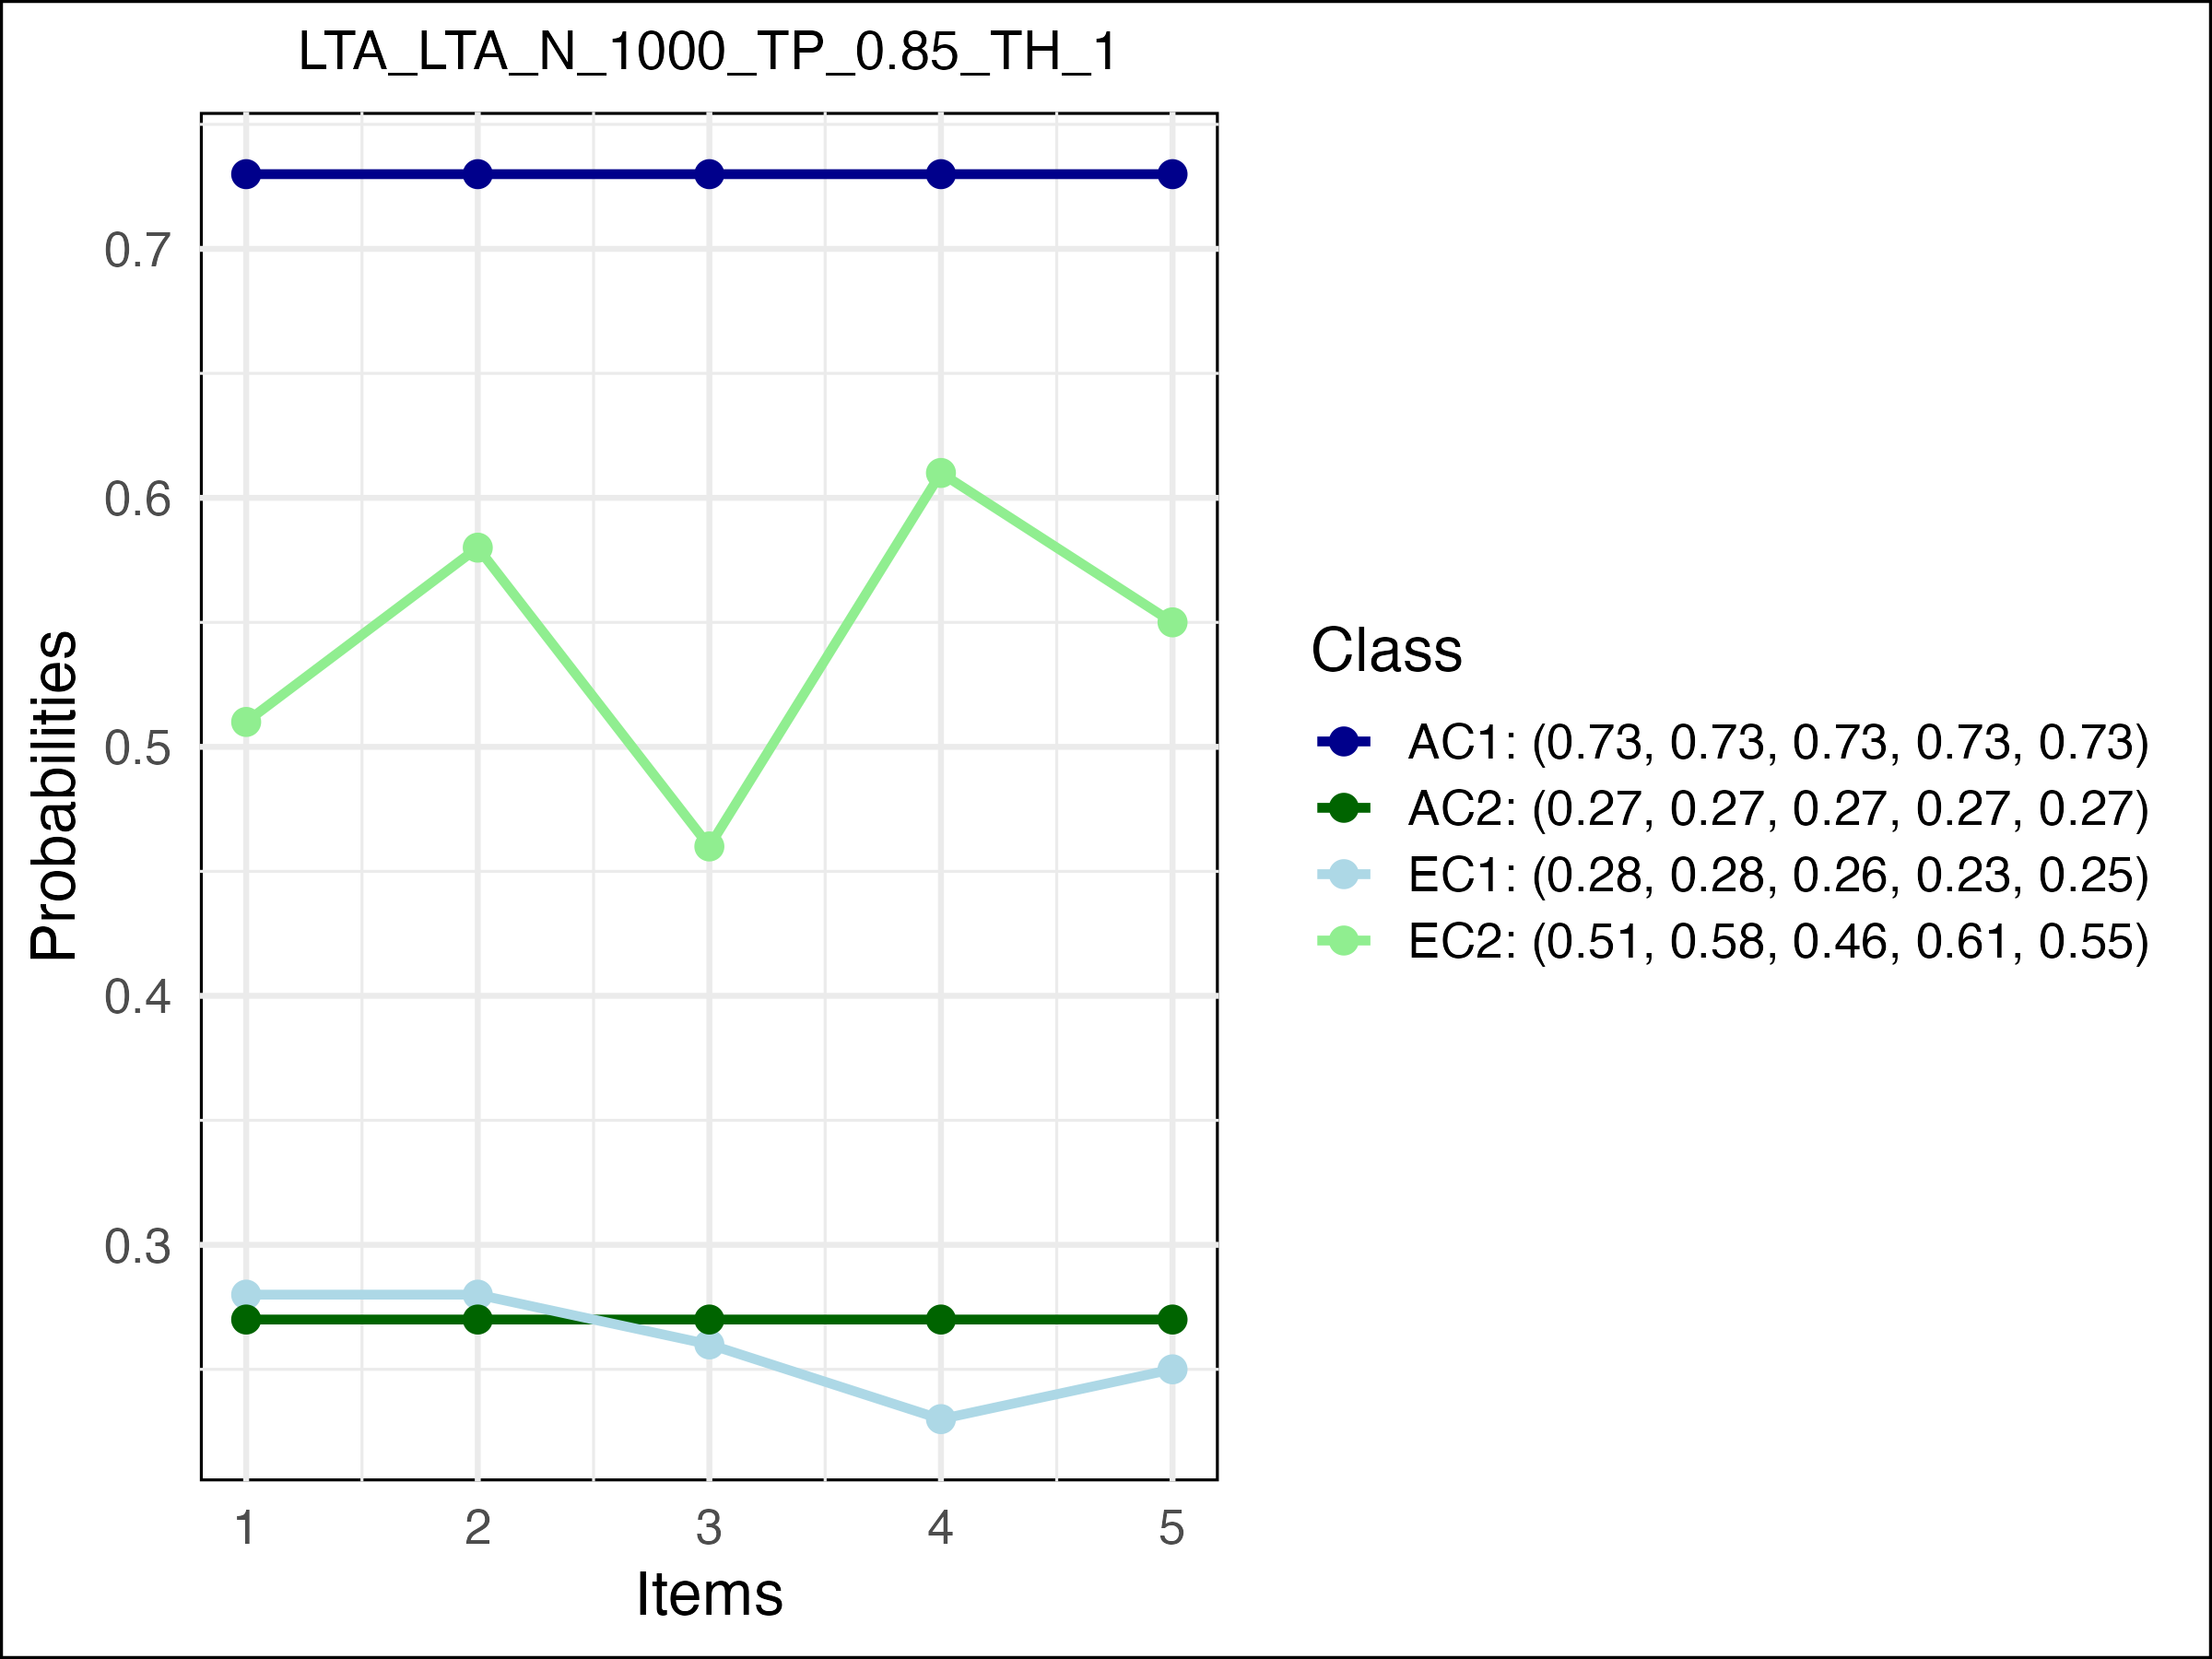 LTA_LTA_N_1000_TP_0.85_TH_1
Probabilities
0.7
0.6
0.5
0.4
0.3
1 2 3 4 5
Items
Class
AC1: (0.73, 0.73, 0.73, 0.73, 0.73)
AC2: (0.27, 0.27, 0.27, 0.27, 0.27)
EC1: (0.28, 0.28, 0.26, 0.23, 0.25)
EC2: (0.51, 0.58, 0.46, 0.61, 0.55)